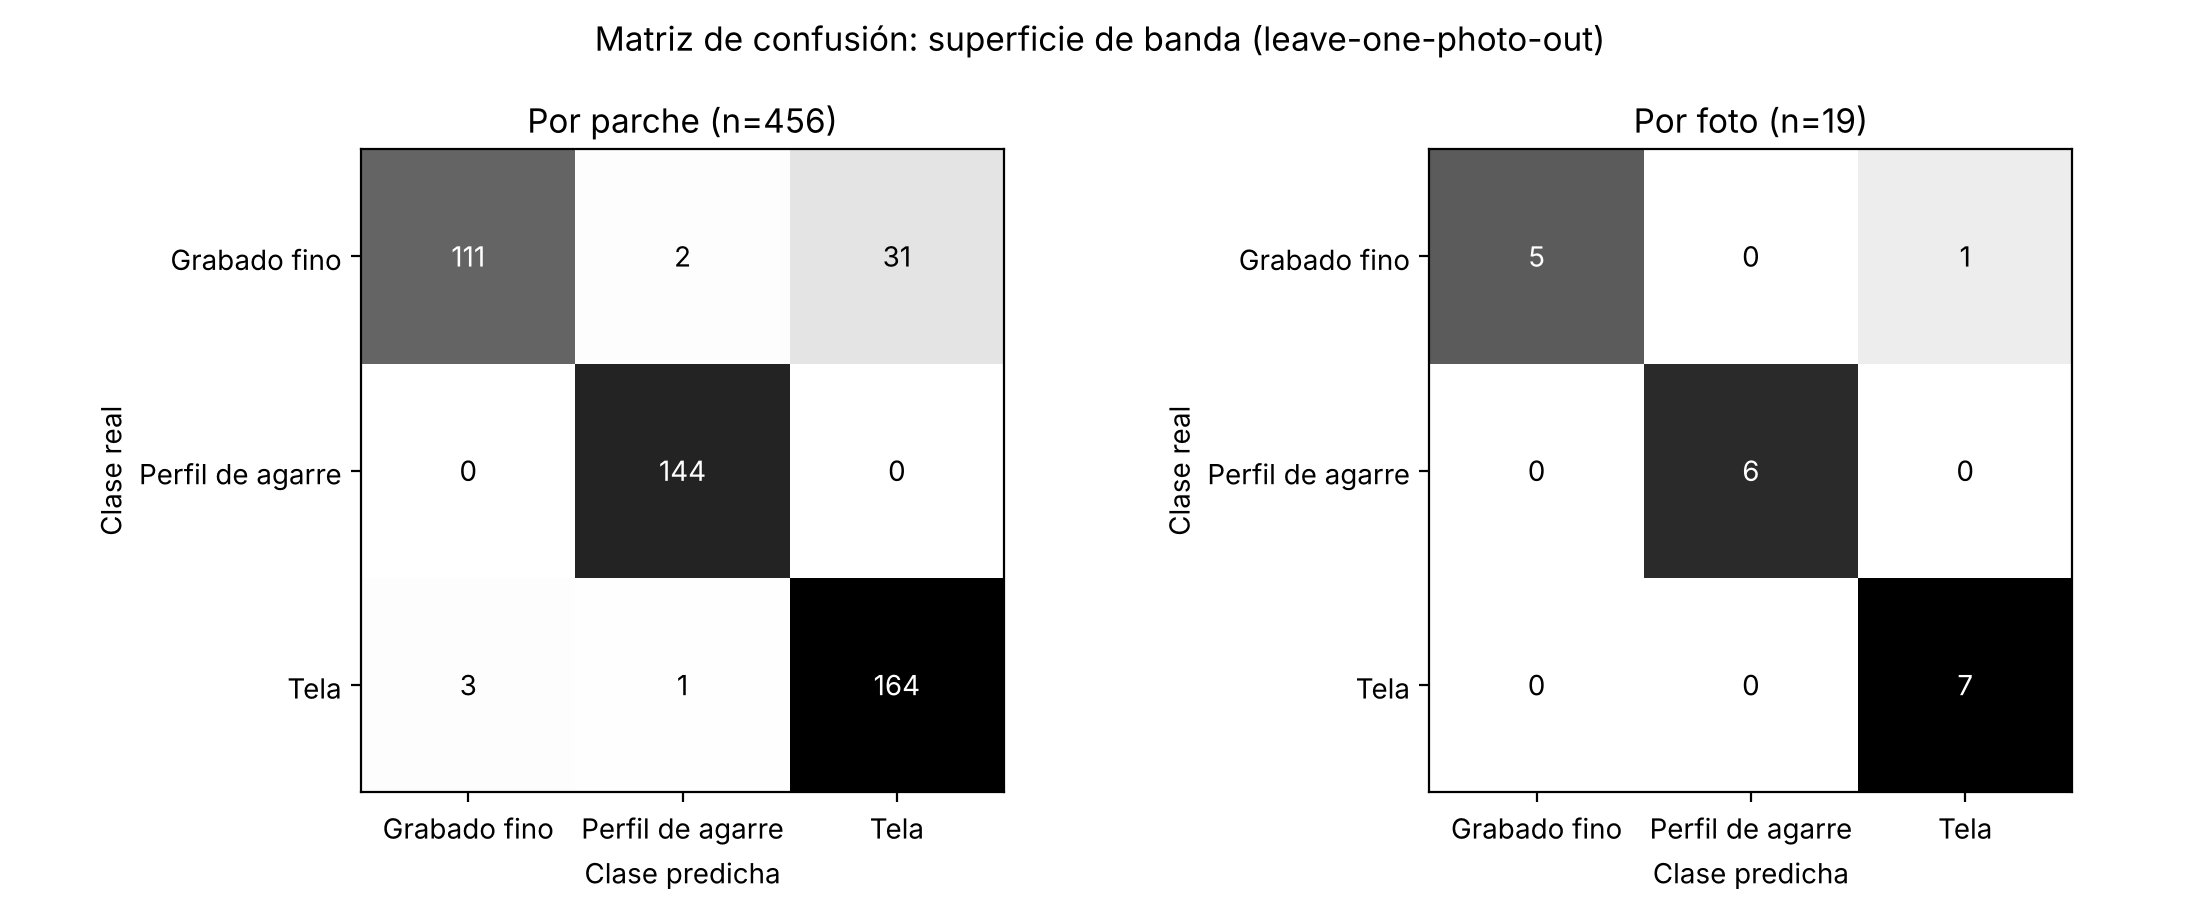 Matriz de confusión: superficie de banda (leave-one-photo-out)
Por parche (n=456)
Clase real
Grabado fino
111 2 31
Perfil de agarre
0 144 0
Tela
3 1 164
Grabado fino Perfil de agarre Tela
Clase predicha
Por foto (n=19)
Clase real
Grabado fino
5 0 1
Perfil de agarre
0 6 0
Tela
0 0 7
Grabado fino Perfil de agarre Tela
Clase predicha